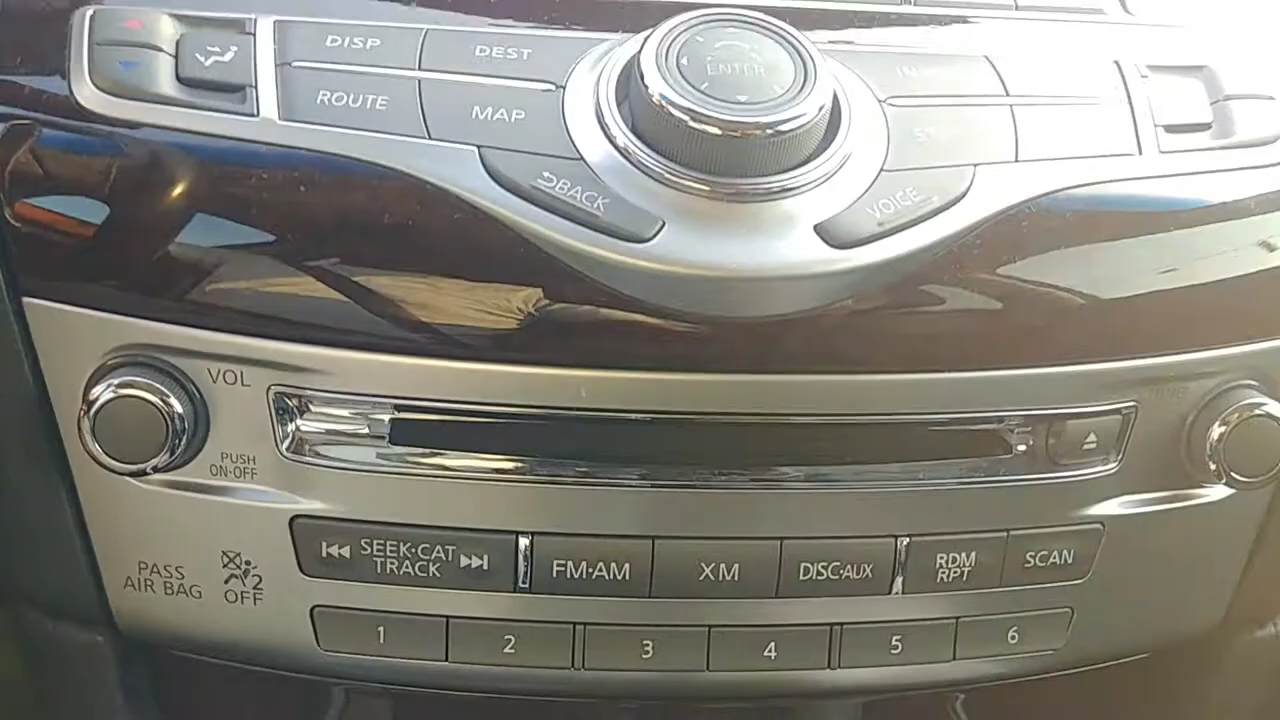 DISP
DEST
ENTER
ROUTE
MAP
BACK
VOICE
VOL
PUSH
ON·OFF
SEEK·CAT
TRACK
FM·AM
XM
DISC·AUX
RDM
RPT
SCAN
PASS
AIR BAG
2
OFF
1
2
3
4
5
6